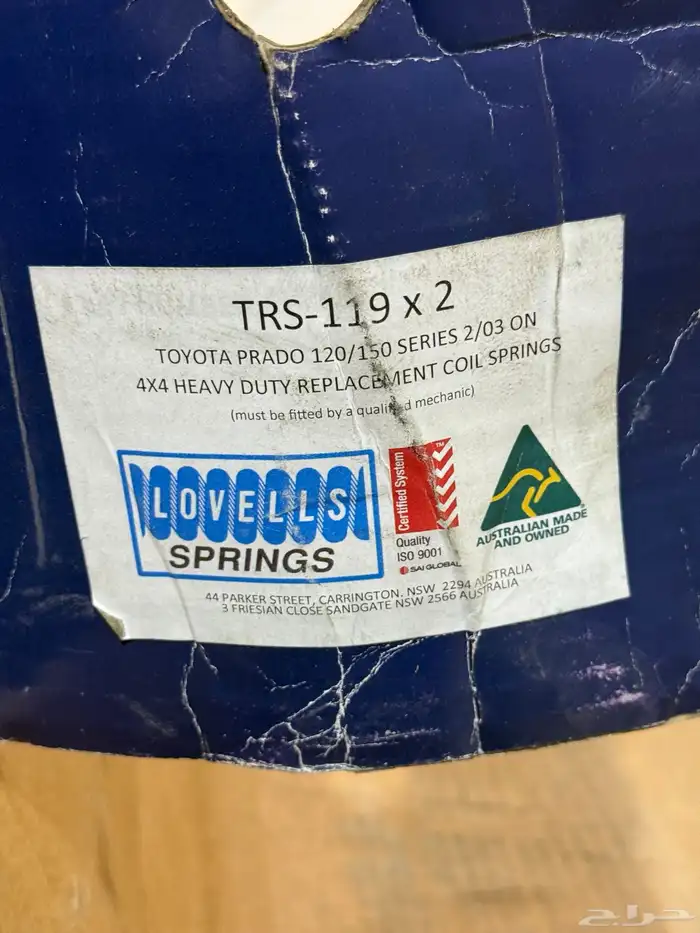 TRS-119 x 2
TOYOTA PRADO 120/150 SERIES 2/03 ON
4X4 HEAVY DUTY REPLACEMENT COIL SPRINGS
(must be fitted by a qualified mechanic)
LOVELLS
SPRINGS
Certified System
TM
Quality
ISO 9001
SAI GLOBAL
AUSTRALIAN MADE
AND OWNED
44 PARKER STREET, CARRINGTON, NSW 2294 AUSTRALIA
3 FRIESIAN CLOSE SANDGATE NSW 2566 AUSTRALIA
حراج